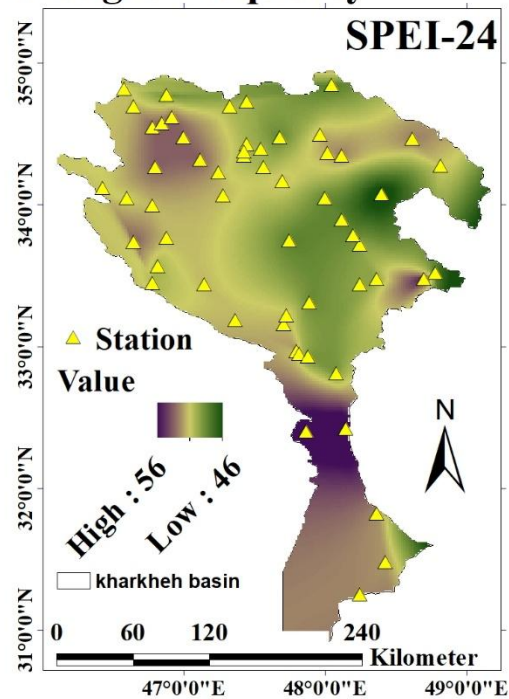 SPEI-24
35°0'0"N
34°0'0"N
33°0'0"N
32°0'0"N
31°0'0"N
Station
Value
High : 56
Low : 46
N
kharkheh basin
0 60 120 240
Kilometer
47°0'0"E 48°0'0"E 49°0'0"E